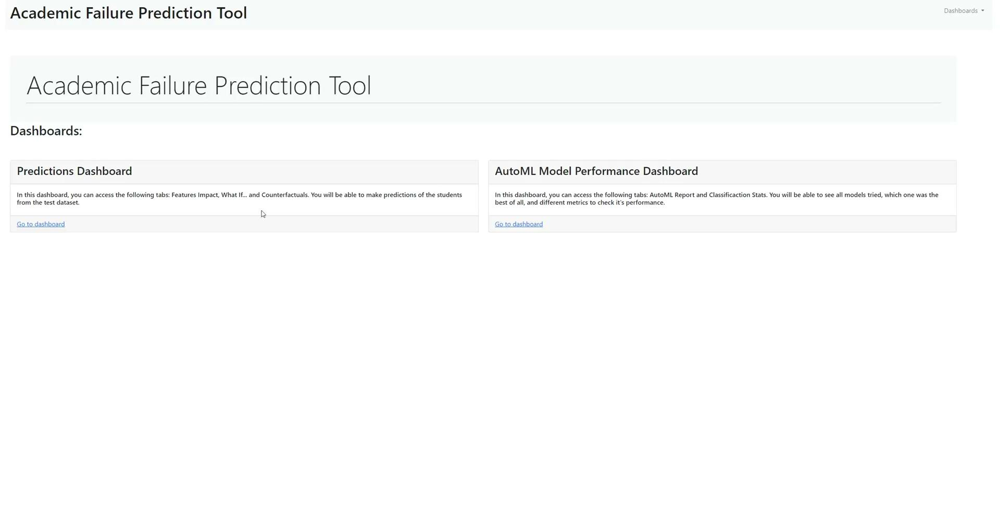 Academic Failure Prediction Tool
Dashboards
Academic Failure Prediction Tool
Dashboards:
Predictions Dashboard
In this dashboard, you can access the following tabs: Features Impact, What If... and Counterfactuals. You will be able to make predictions of the students
from the test dataset.
Go to dashboard
AutoML Model Performance Dashboard
In this dashboard, you can access the following tabs: AutoML Report and Classificaction Stats. You will be able to see all models tried, which one was the
best of all, and different metrics to check it's performance.
Go to dashboard